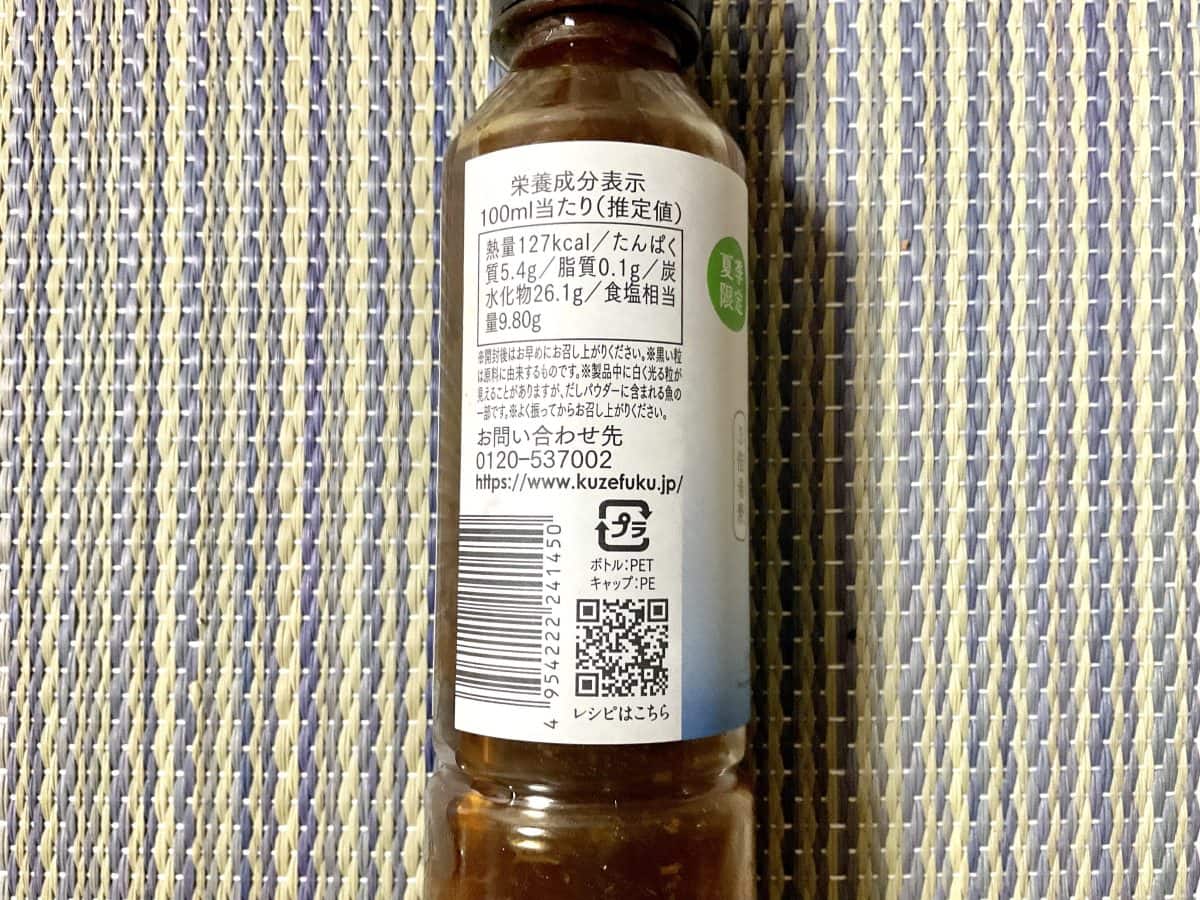 栄養成分表示
100ml当たり(推定値)
熱量127kcal/たんぱく
質5.4g/脂質0.1g/炭
水化物26.1g/食塩相当
量9.80g
※開封後はお早めにお召し上がりください。※黒い粒
は原料に由来するものです。※製品中に白く光る粒が
見えることがありますが、だしパウダーに含まれる魚の
一部です。※よく振ってからお召し上がりください。
お問い合わせ先
0120-537002
https://www.kuzefuku.jp/
プラ
ボトル:PET
キャップ:PE
4 954222 241450
レシピはこちら
夏季
限定